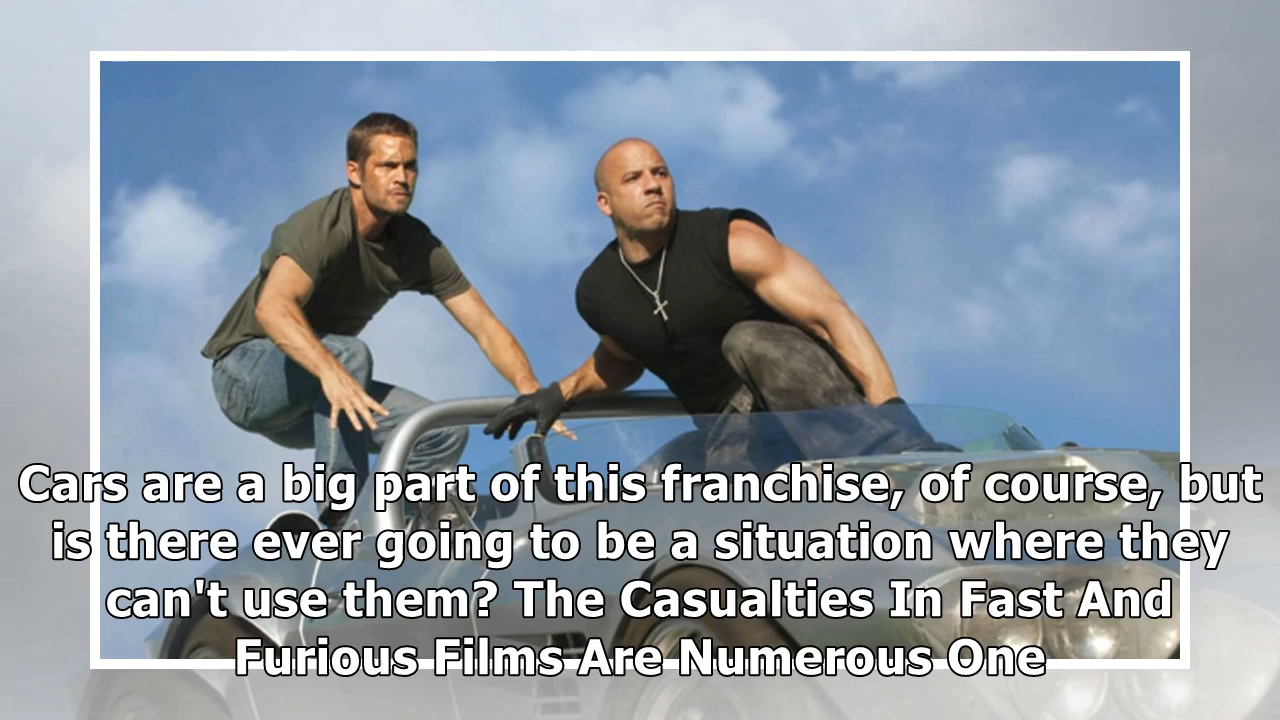 Cars are a big part of this franchise, of course, but
is there ever going to be a situation where they
can't use them? The Casualties In Fast And
Furious Films Are Numerous One